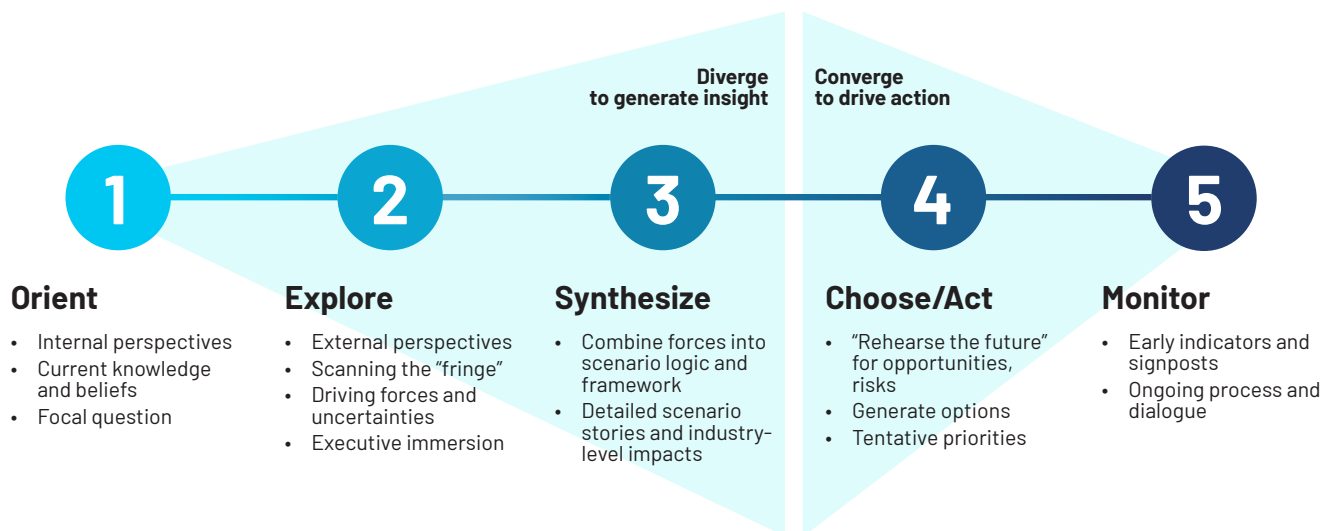 Diverge
to generate insight
Converge
to drive action
1
2
3
4
5
Orient
• Internal perspectives
• Current knowledge
and beliefs
• Focal question
Explore
• External perspectives
• Scanning the “fringe”
• Driving forces and
uncertainties
• Executive immersion
Synthesize
• Combine forces into
scenario logic and
framework
• Detailed scenario
stories and industry-
level impacts
Choose/Act
• “Rehearse the future”
for opportunities,
risks
• Generate options
• Tentative priorities
Monitor
• Early indicators and
signposts
• Ongoing process and
dialogue